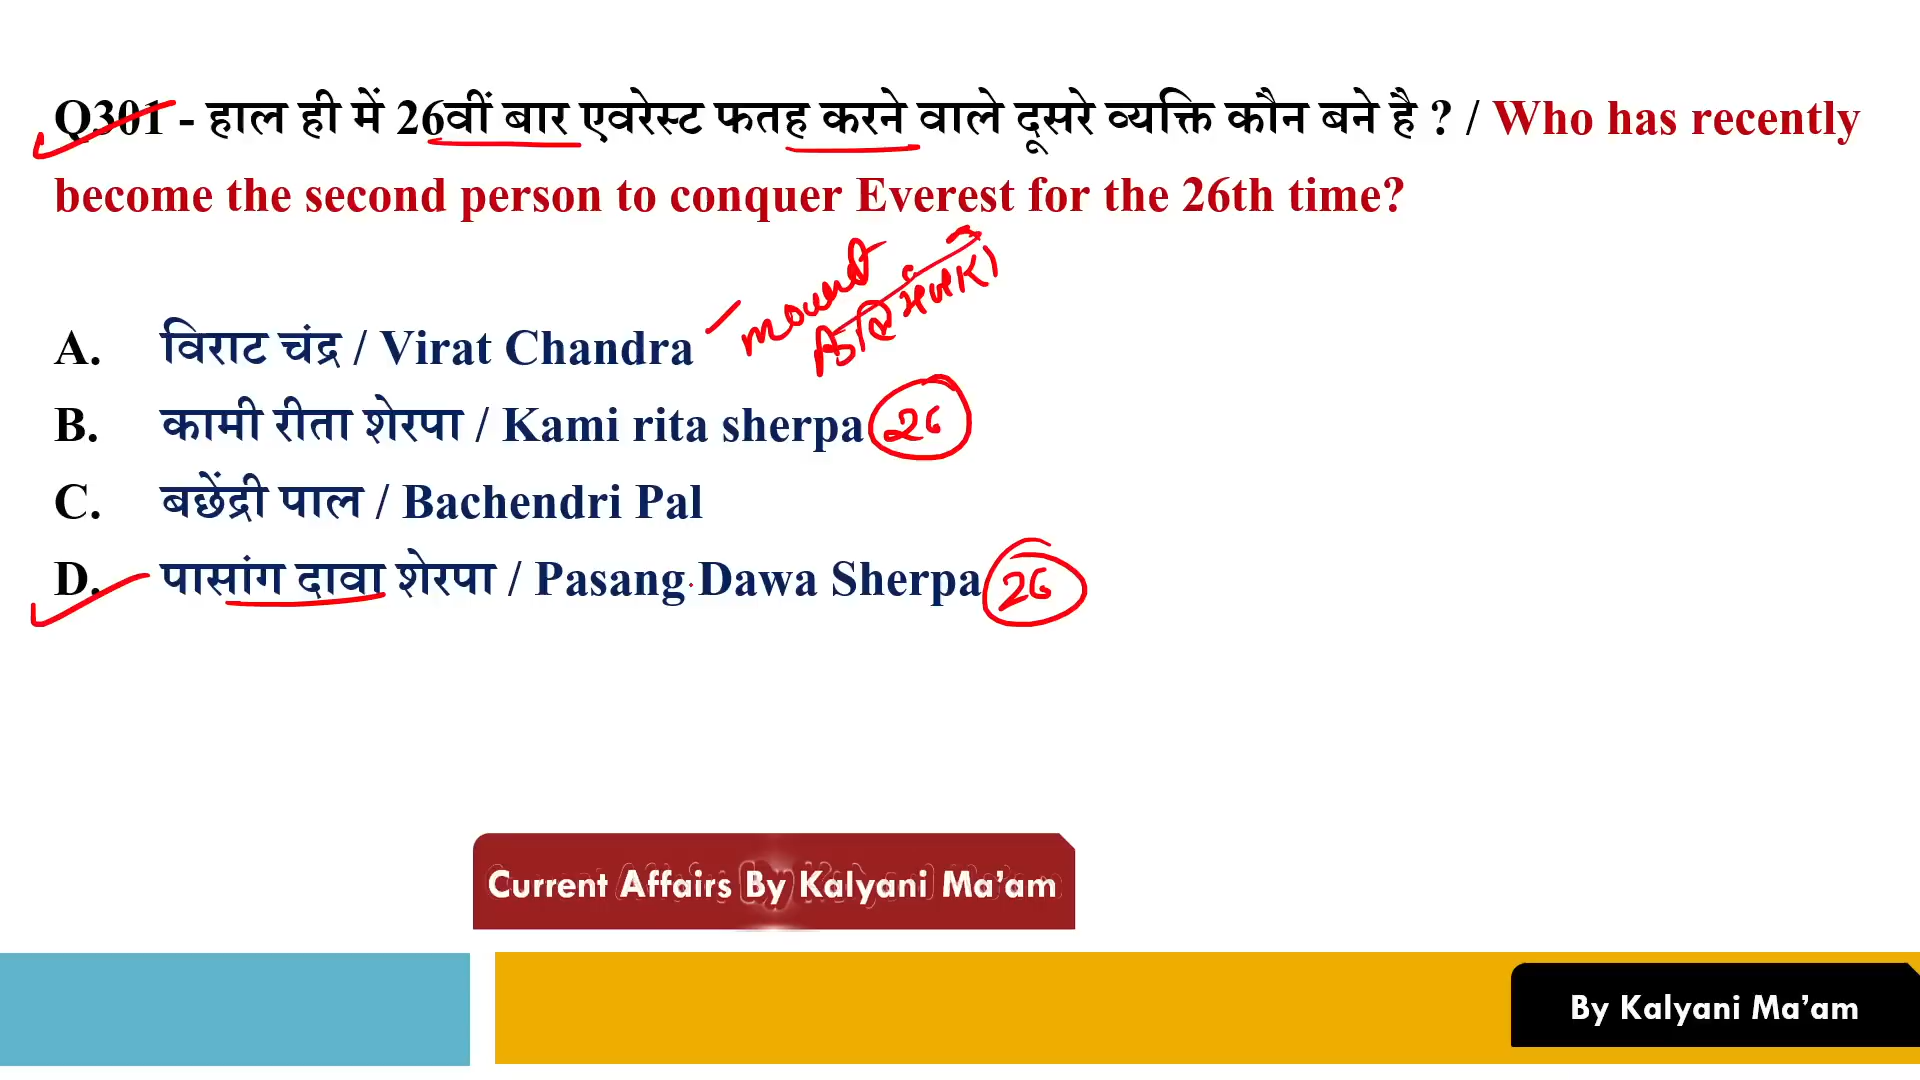 Q301 - हाल ही में 26वीं बार एवरेस्ट फतह करने वाले दूसरे व्यक्ति कौन बने है ? / Who has recently
become the second person to conquer Everest for the 26th time?
mount
A. विराट चंद्र / Virat Chandra
B. कामी रीता शेरपा / Kami rita sherpa 26
C. बछेंद्री पाल / Bachendri Pal
D. पासांग दावा शेरपा / Pasang Dawa Sherpa 26
Current Affairs By Kalyani Ma’am
By Kalyani Ma’am